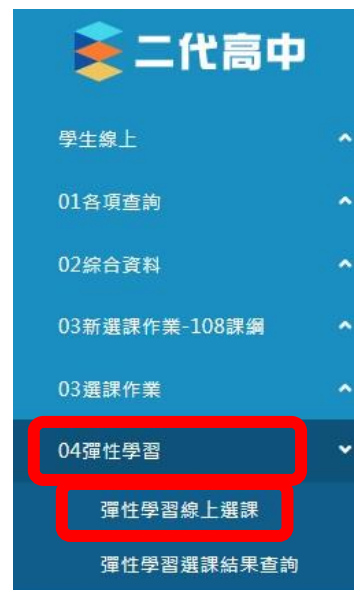 二代高中
學生線上
01各項查詢
02綜合資料
03新選課作業-108課綱
03選課作業
04彈性學習
彈性學習線上選課
彈性學習選課結果查詢